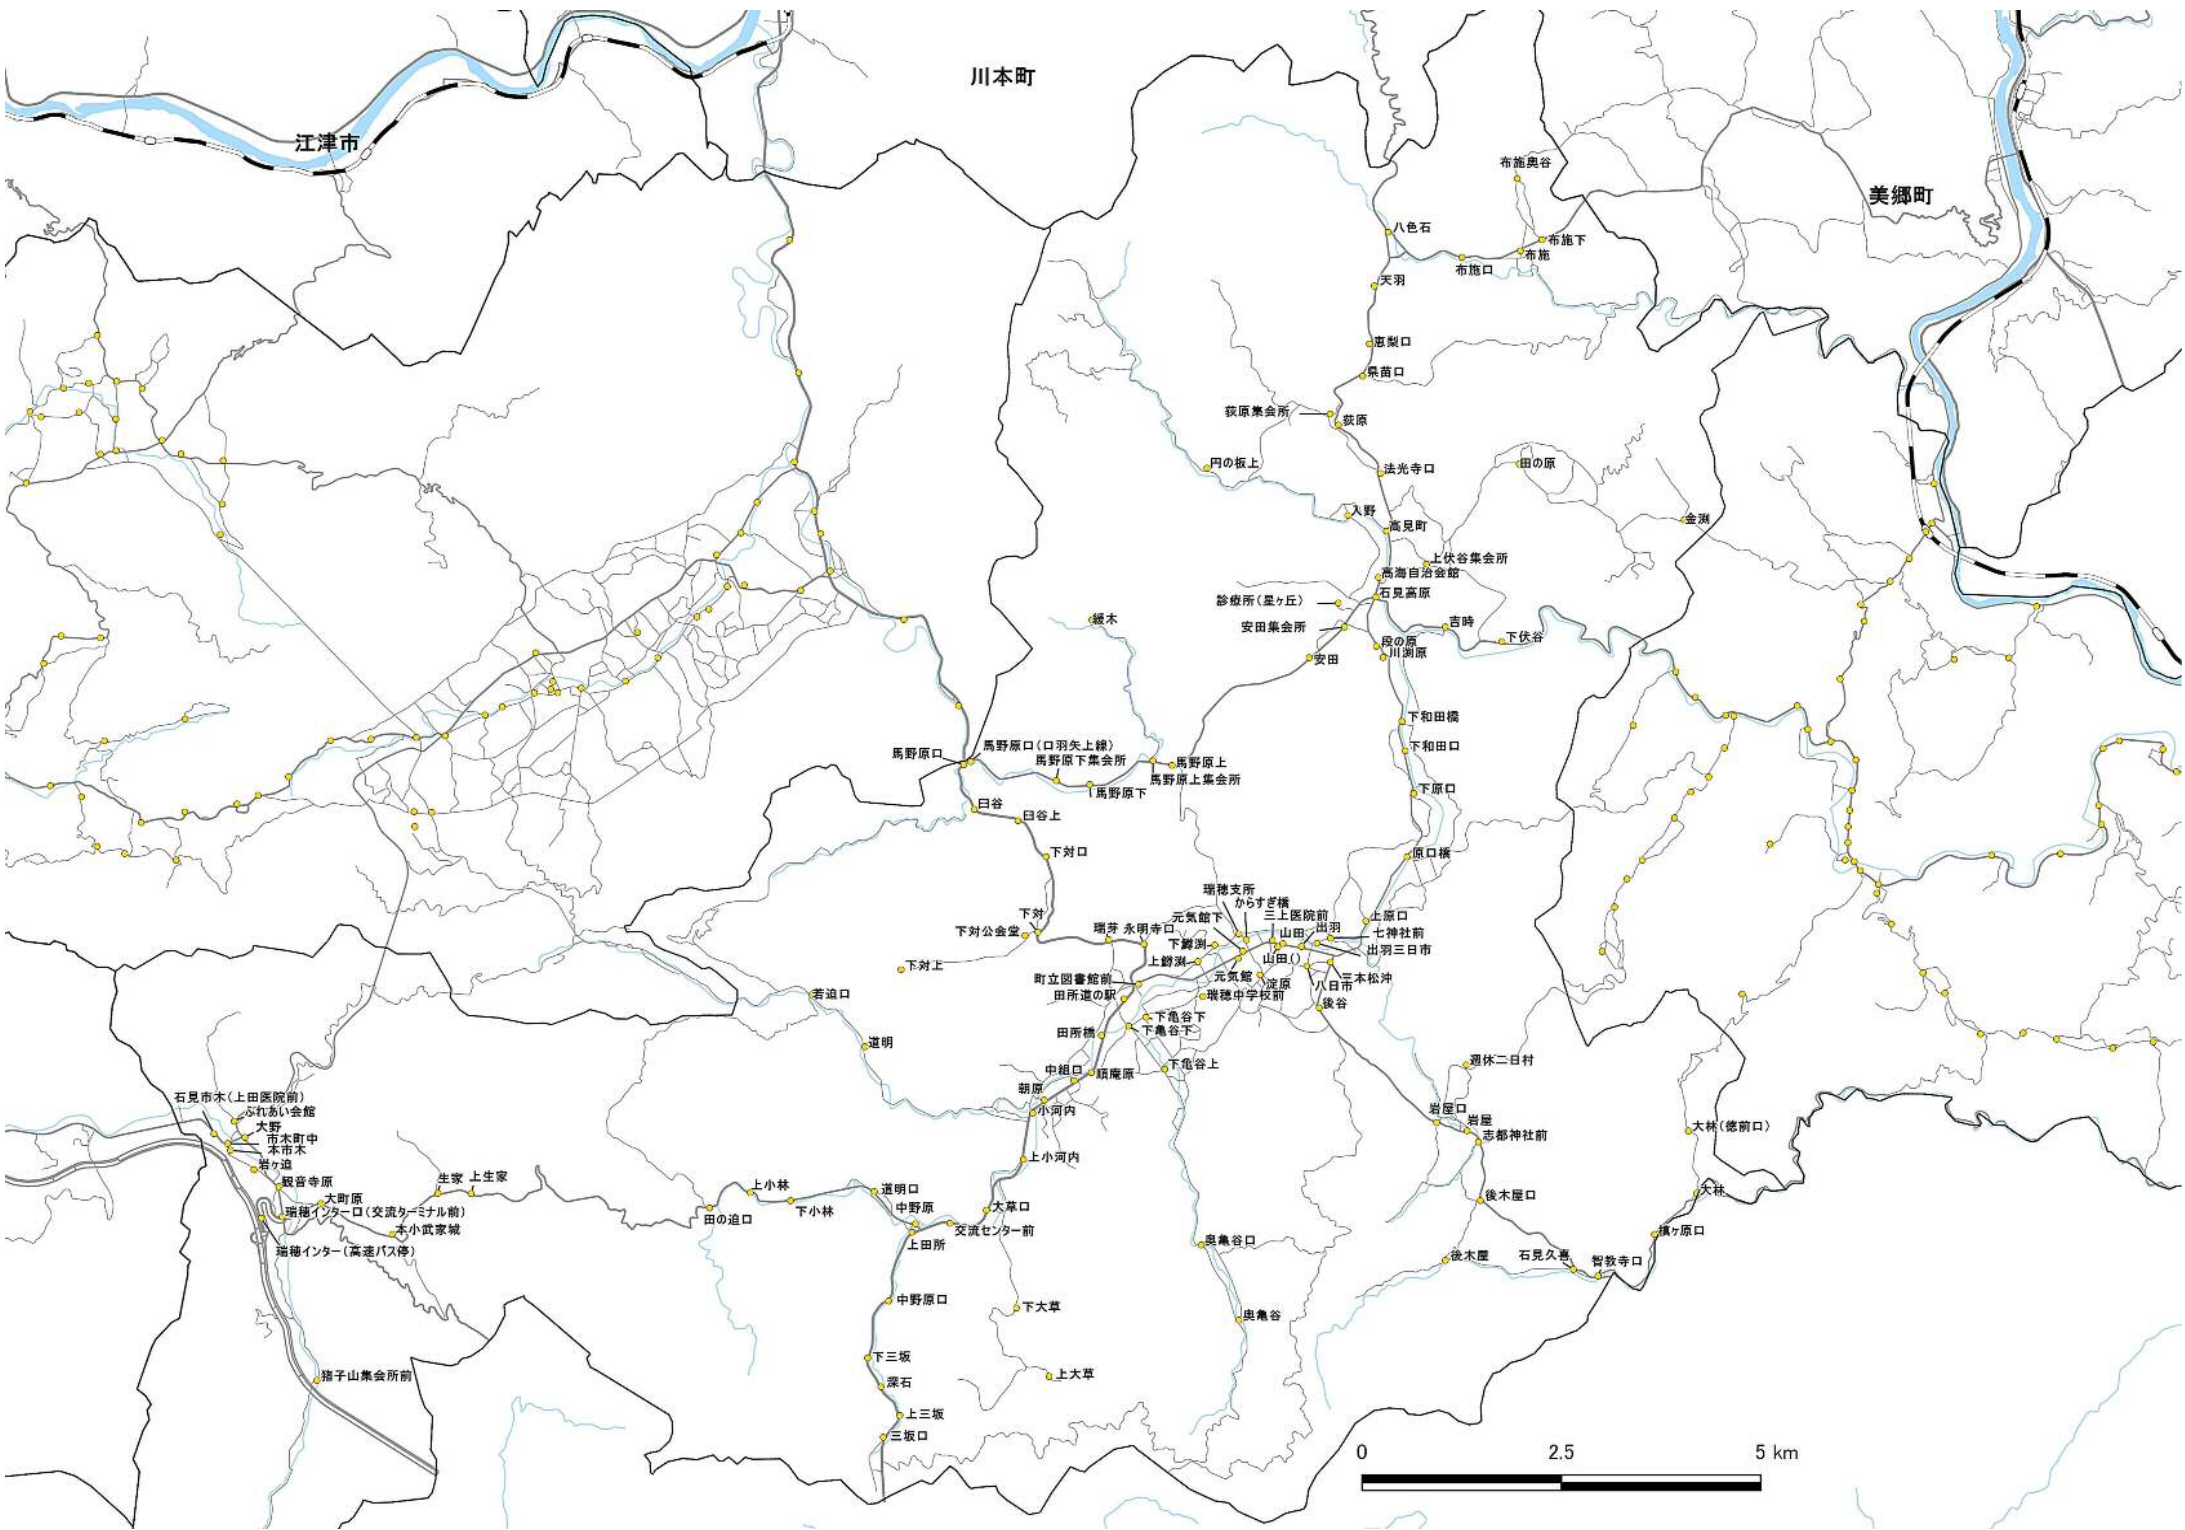 川本町
江津市
美郷町
布施奥谷
八色石
布施下
布施
布施口
天羽
恵梨口
県苗口
荻原集会所
荻原
法光寺口
円の板上
田の原
入野
高見町
金渕
上伏谷集会所
高海自治会館
石見高原
診療所(星ヶ丘)
安田集会所
吉時
下伏谷
段の原
川渕原
安田
緩木
下和田橋
下和田口
馬野原口
馬野原口(口羽矢上線)
馬野原下集会所
馬野原上
馬野原上集会所
馬野原下
下原口
臼谷
臼谷上
下対口
原口橋
瑞穂支所
からすぎ橋
元気館下
三上医院前
上原口
下対
下対公会堂
瑞芽
永明寺口
下鱒渕
山田
出羽
七神社前
出羽三日市
上鱒渕
山田()
下対上
町立図書館前
元気館
淀原
八日市
三本松沖
田所道の駅
瑞穂中学校前
後谷
若迫口
下亀谷下
下亀谷下
田所橋
道明
下亀谷上
週休二日村
中組口
順庵原
朝原
小河内
石見市木(上田医院前)
ふれあい会館
大野
市木町中
本市木
岩ヶ迫
岩屋口
岩屋
志都神社前
大林(徳前口)
上小河内
観音寺原
生家
上生家
上小林
道明口
大町原
瑞穂インター口(交流ターミナル前)
田の迫口
下小林
中野原
大草口
後木屋口
大林
本小武家城
交流センター前
上田所
瑞穂インター(高速バス停)
奥亀谷口
槙ヶ原口
後木屋
石見久喜
智教寺口
中野原口
下大草
奥亀谷
下三坂
猪子山集会所前
深石
上大草
上三坂
三坂口
0 2.5 5 km